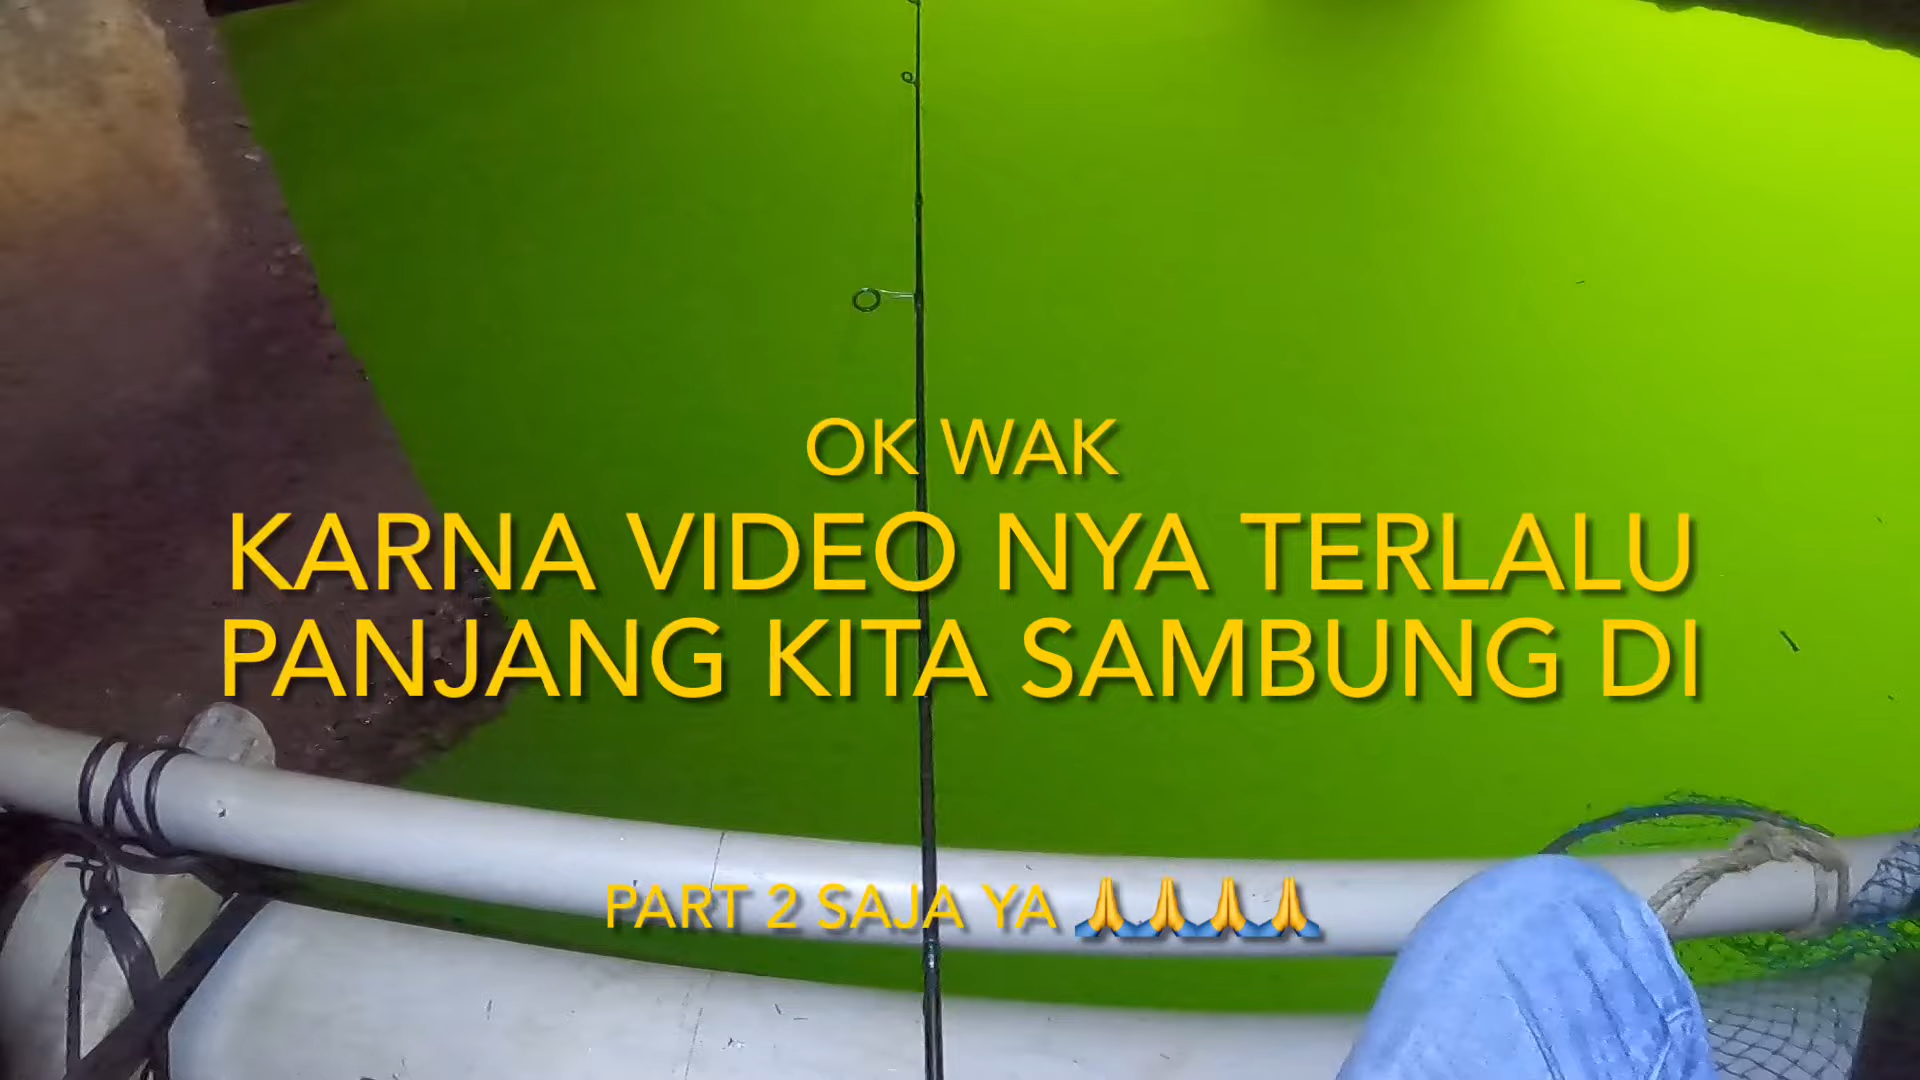 OK WAK
KARNA VIDEO NYA TERLALU
PANJANG KITA SAMBUNG DI
PART 2 SAJA YA 🙏🙏🙏🙏